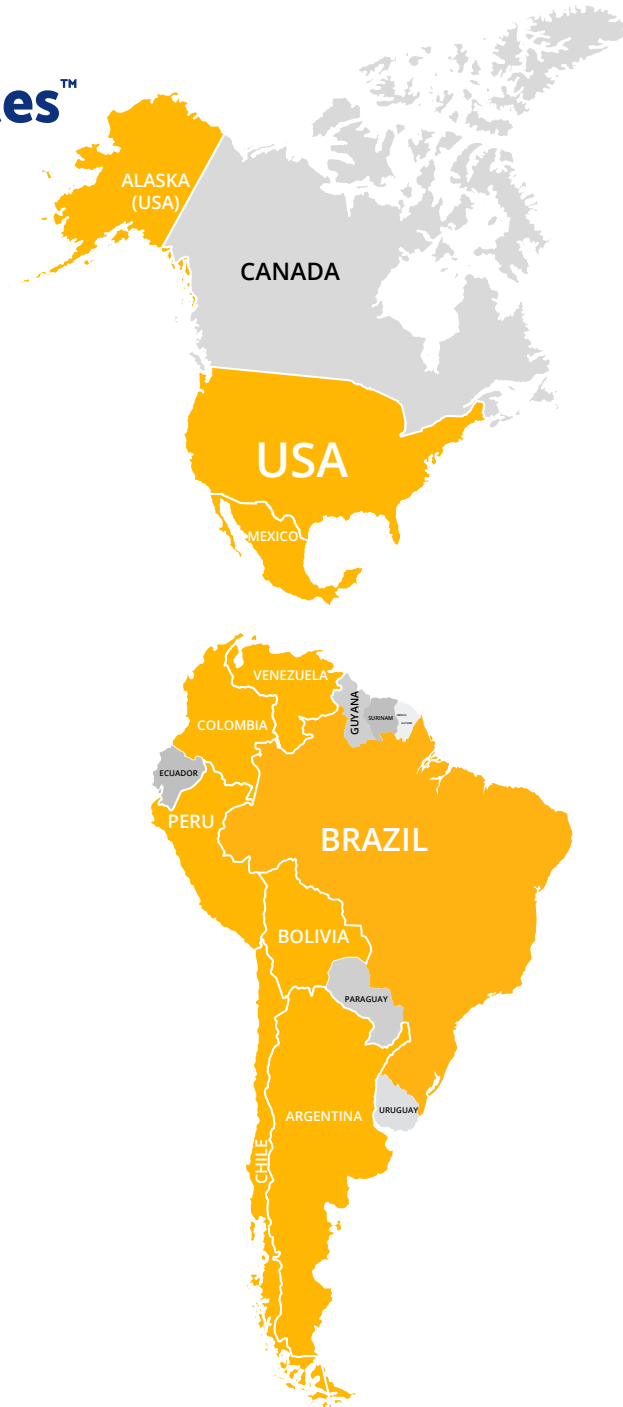 es™
ALASKA
(USA)
CANADA
USA
MEXICO
VENEZUELA
GUYANA
SURINAM
COLOMBIA
ECUADOR
PERU
BRAZIL
BOLIVIA
PARAGUAY
URUGUAY
ARGENTINA
CHILE